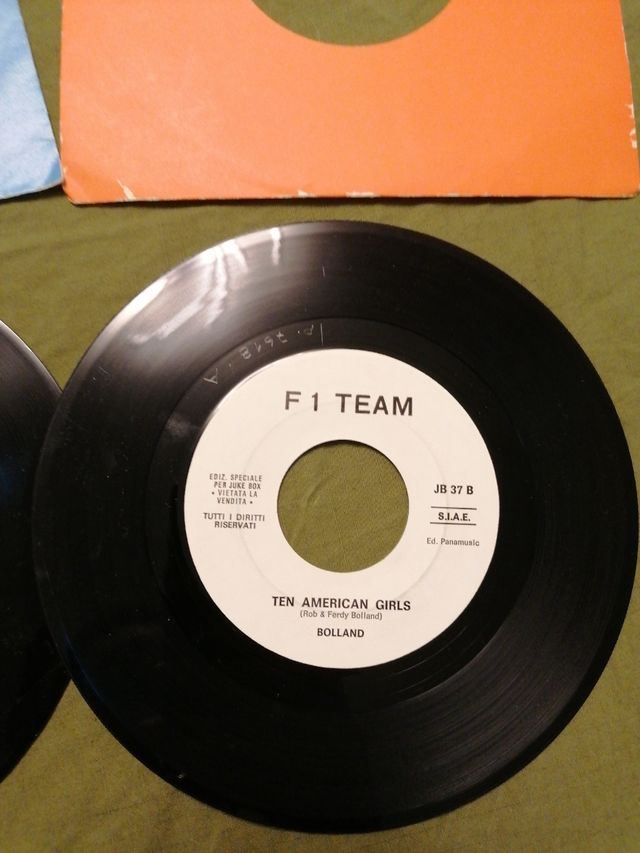 F 1 TEAM
EDIZ. SPECIALE
PER JUKE BOX
• VIETATA LA
VENDITA •
TUTTI I DIRITTI
RISERVATI
JB 37 B
S.I.A.E.
Ed. Panamusic
TEN AMERICAN GIRLS
(Rob & Ferdy Bolland)
BOLLAND